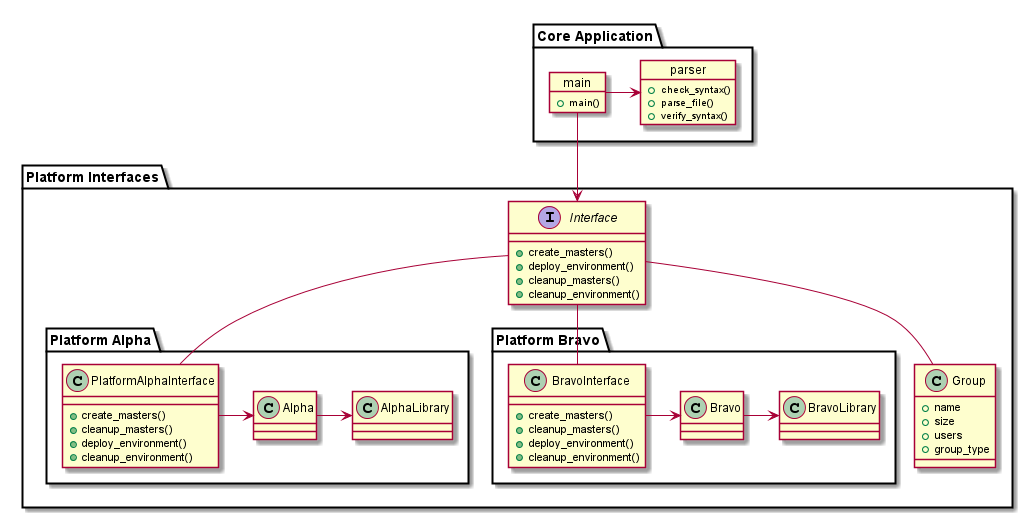 Core Application
main
main()
parser
check_syntax()
parse_file()
verify_syntax()
Platform Interfaces
I Interface
create_masters()
deploy_environment()
cleanup_masters()
cleanup_environment()
Platform Alpha
C PlatformAlphaInterface
create_masters()
cleanup_masters()
deploy_environment()
cleanup_environment()
C Alpha
C AlphaLibrary
Platform Bravo
C BravoInterface
create_masters()
cleanup_masters()
deploy_environment()
cleanup_environment()
C Bravo
C BravoLibrary
C Group
name
size
users
group_type